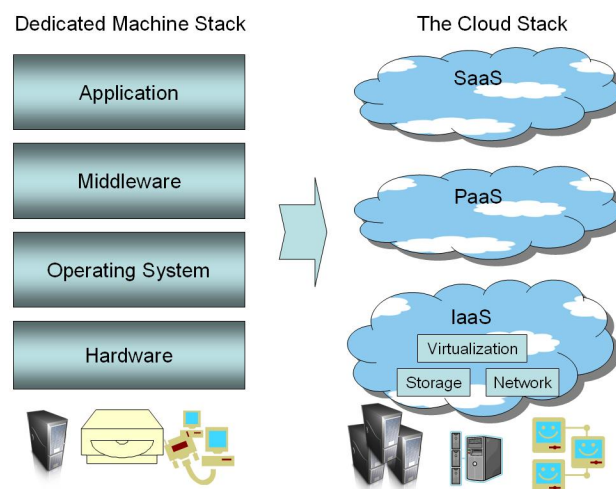 Dedicated Machine Stack
Application
Middleware
Operating System
Hardware
The Cloud Stack
SaaS
PaaS
IaaS
Virtualization
Storage
Network